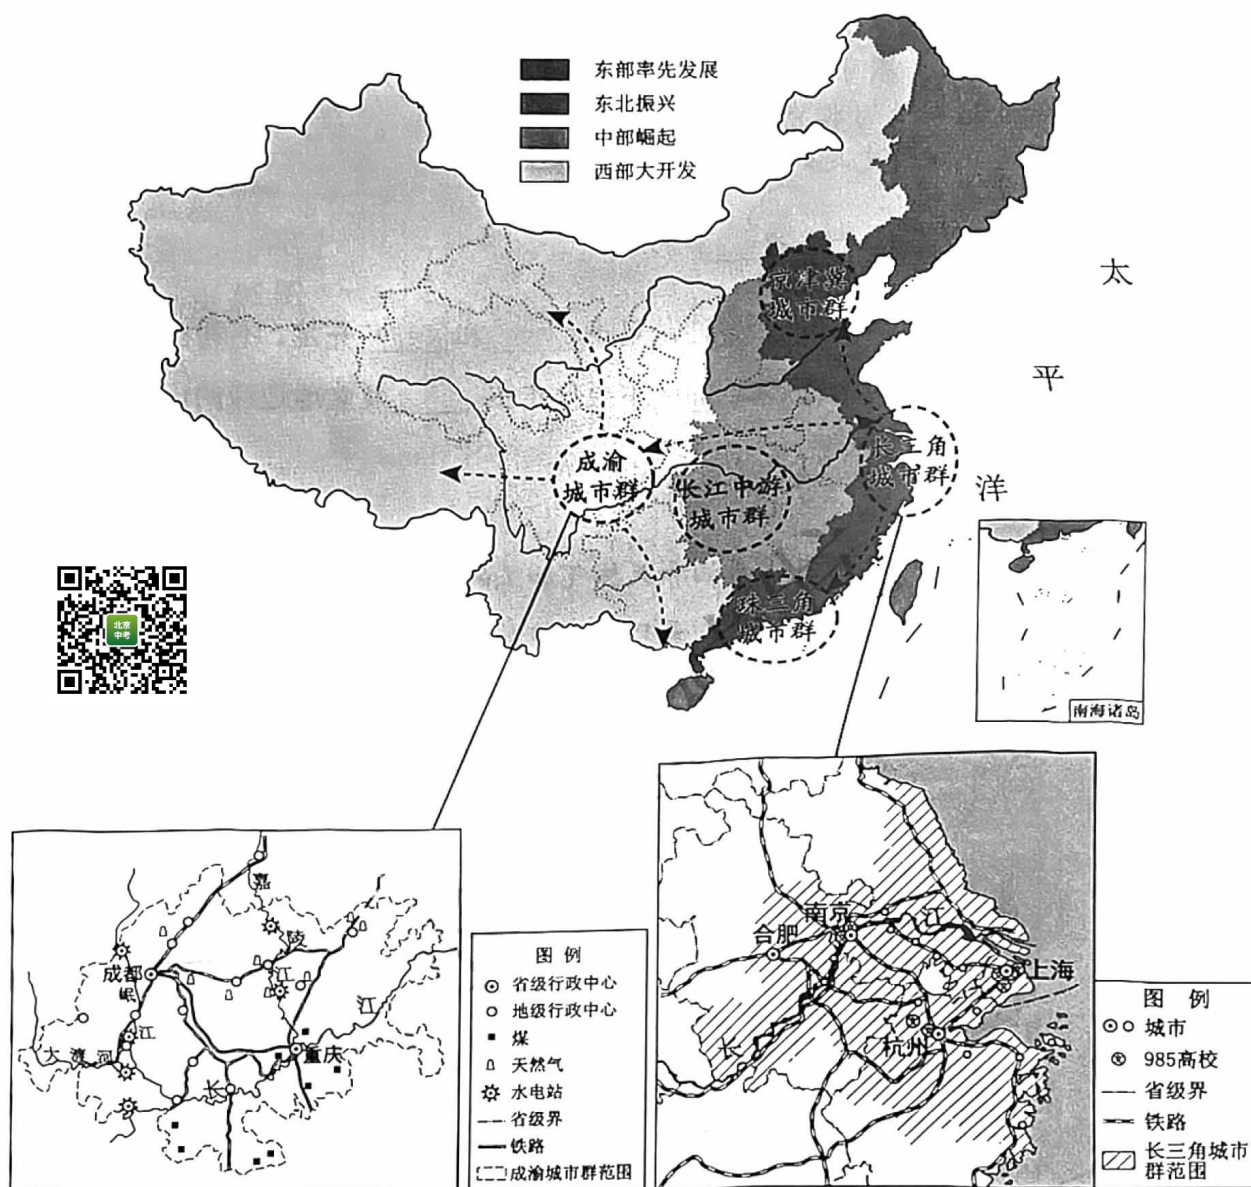 东部率先发展
东北振兴
中部崛起
西部大开发
太
平
洋
京津冀
城市群
成渝
城市群
长江中游
城市群
长三角
城市群
珠三角
城市群
南海诸岛
北京
中考
嘉
陵
江
成都
岷
江
大渡河
长
江
重庆
图例
省级行政中心
地级行政中心
煤
天然气
水电站
省级界
铁路
成渝城市群范围
南京
合肥
江
上海
杭州
长
图例
城市
985高校
省级界
铁路
长三角城市
群范围